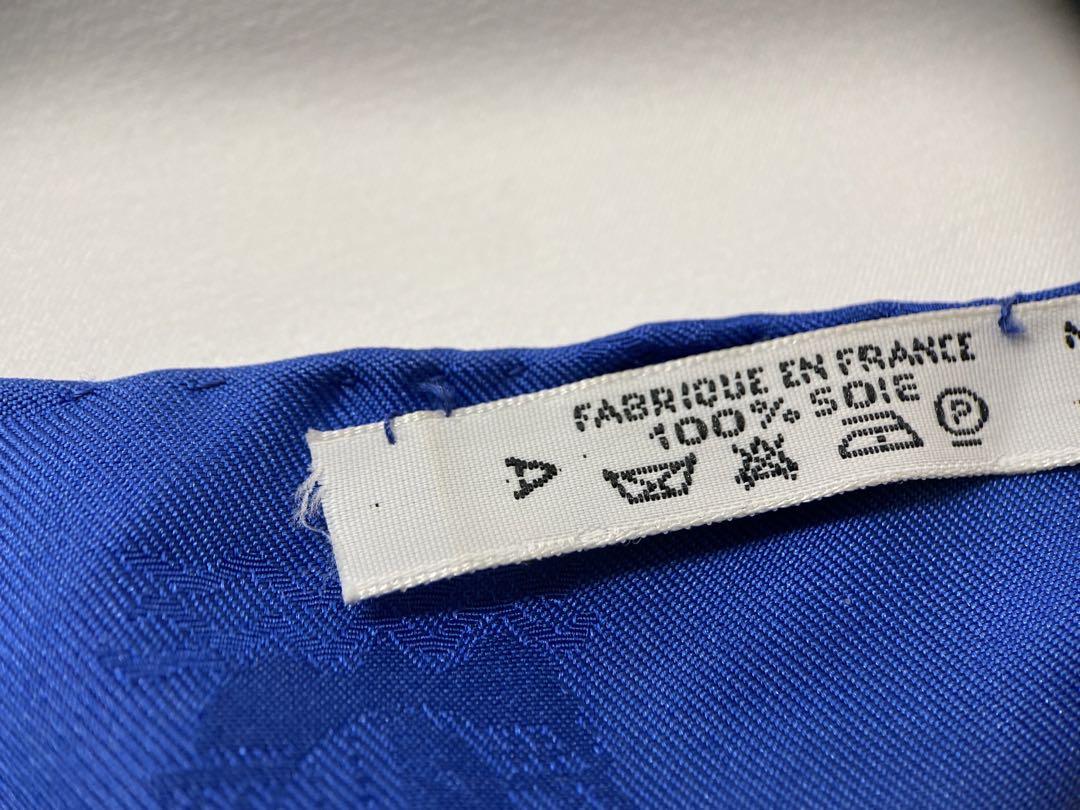 FABRIQUE EN FRANCE
100% SOIE
A
P